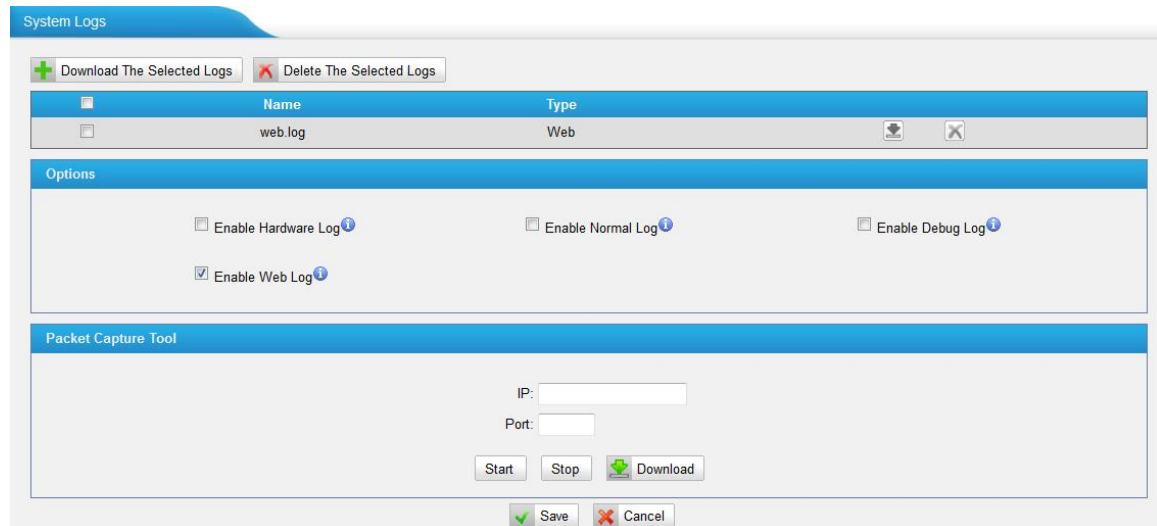 System Logs
Download The Selected Logs Delete The Selected Logs
Name Type
web.log Web
Options
Enable Hardware Log Enable Normal Log Enable Debug Log
Enable Web Log
Packet Capture Tool
IP:
Port:
Start Stop Download
Save Cancel